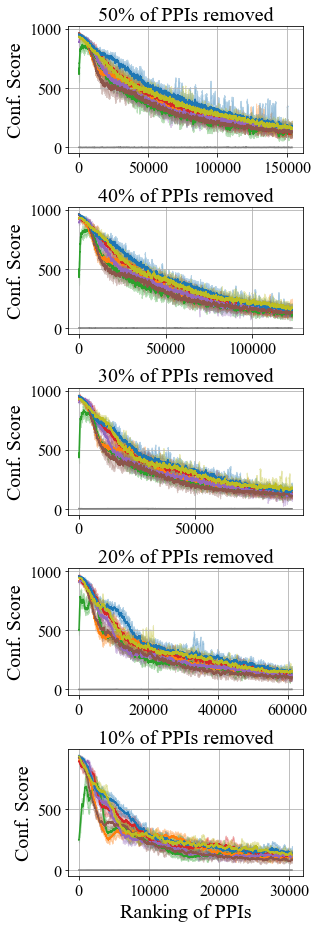 50% of PPIs removed
Conf. Score
1000
500
0
0 50000 100000 150000
40% of PPIs removed
Conf. Score
1000
500
0
0 50000 100000
30% of PPIs removed
Conf. Score
1000
500
0
0 50000
20% of PPIs removed
Conf. Score
1000
500
0
0 20000 40000 60000
10% of PPIs removed
Conf. Score
500
0
0 10000 20000 30000
Ranking of PPIs